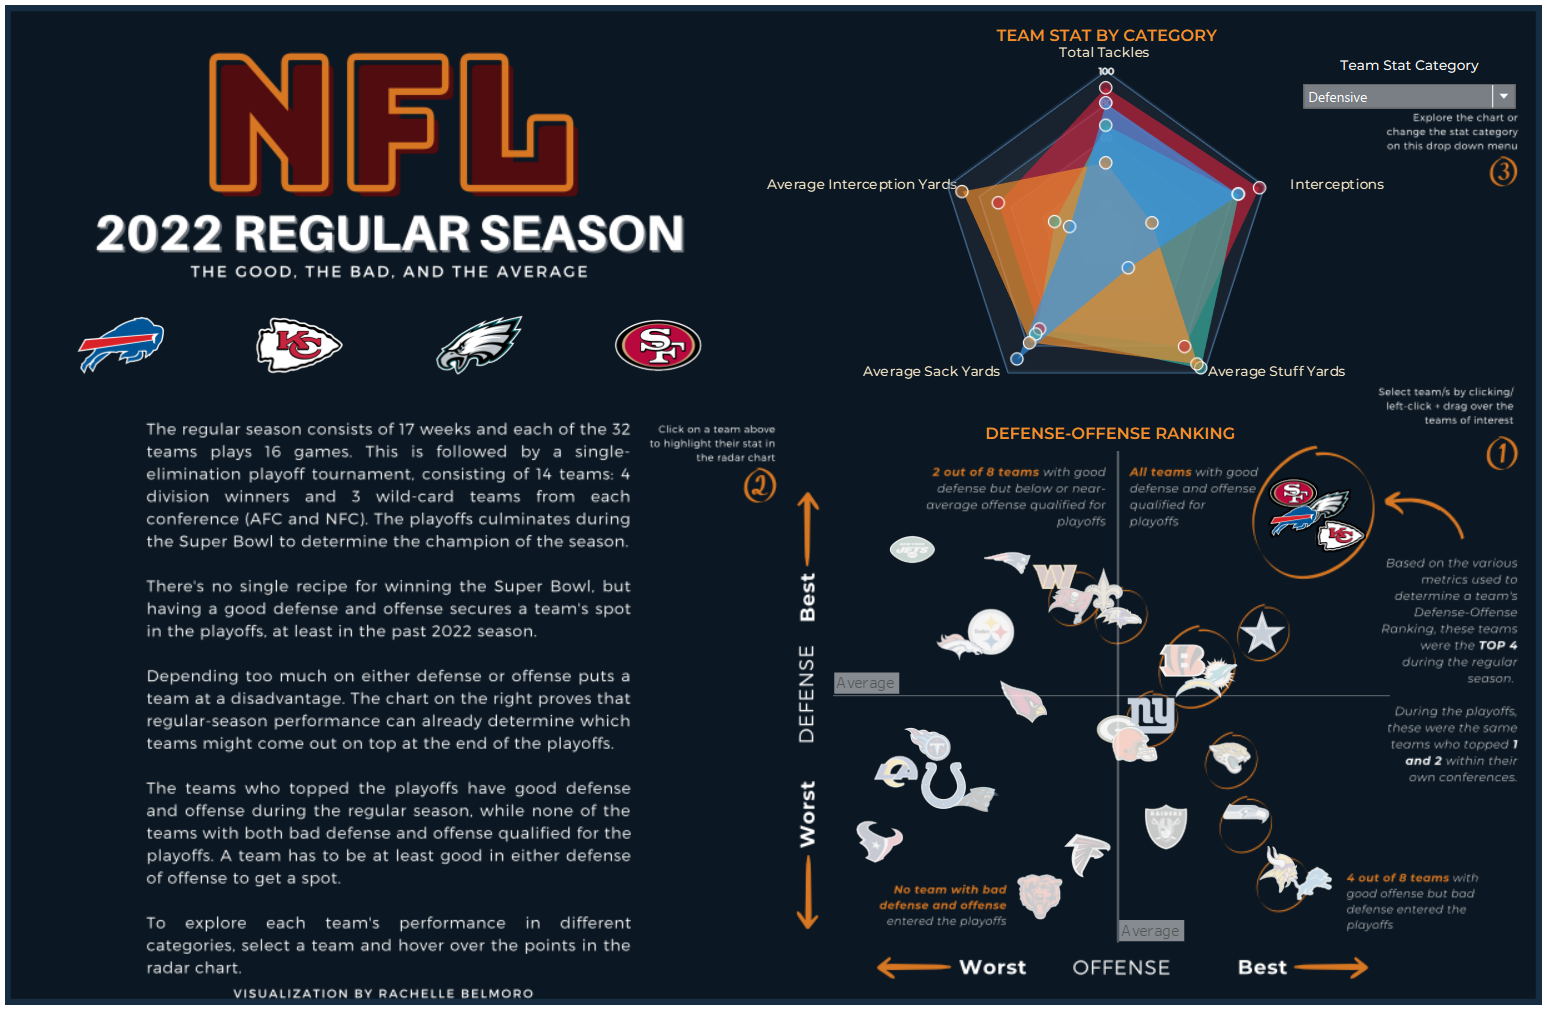 NFL
2022 REGULAR SEASON
THE GOOD, THE BAD, AND THE AVERAGE
KC
SF
The regular season consists of 17 weeks and each of the 32
teams plays 16 games. This is followed by a single-
elimination playoff tournament, consisting of 14 teams: 4
division winners and 3 wild-card teams from each
conference (AFC and NFC). The playoffs culminates during
the Super Bowl to determine the champion of the season.
There's no single recipe for winning the Super Bowl, but
having a good defense and offense secures a team's spot
in the playoffs, at least in the past 2022 season.
Depending too much on either defense or offense puts a
team at a disadvantage. The chart on the right proves that
regular-season performance can already determine which
teams might come out on top at the end of the playoffs.
The teams who topped the playoffs have good defense
and offense during the regular season, while none of the
teams with both bad defense and offense qualified for the
playoffs. A team has to be at least good in either defense
of offense to get a spot.
To explore each team's performance in different
categories, select a team and hover over the points in the
radar chart.
VISUALIZATION BY RACHELLE BELMORO
Click on a team above
to highlight their stat in
the radar chart
2
TEAM STAT BY CATEGORY
Total Tackles
100
Average Interception Yards
Interceptions
Average Sack Yards
Average Stuff Yards
Team Stat Category
Defensive
Explore the chart or
change the stat category
on this drop down menu
3
Select team/s by clicking/
left-click + drag over the
teams of interest
1
DEFENSE-OFFENSE RANKING
2 out of 8 teams with good
defense but below or near-
average offense qualified for
playoffs
All teams with good
defense and offense
qualified for
playoffs
SF
KC
JETS
W
B
ny
G
T
RAIDERS
Based on the various
metrics used to
determine a team's
Defense-Offense
Ranking, these teams
were the TOP 4
during the regular
season.
During the playoffs,
these were the same
teams who topped 1
and 2 within their
own conferences.
Best
DEFENSE
Worst
Average
No team with bad
defense and offense
entered the playoffs
4 out of 8 teams with
good offense but bad
defense entered the
playoffs
Average
Worst
OFFENSE
Best